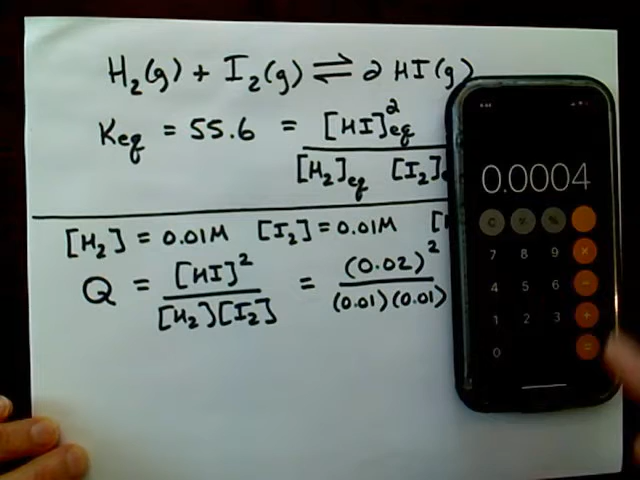 H₂(g) + I₂(g) ⇌ 2 HI(g)
Keq = 55.6 = [HI]²eq
[H₂]eq [I₂]
[H₂] = 0.01M [I₂] = 0.01M [
Q = [HI]² = (0.02)²
[H₂][I₂] (0.01)(0.01)
0.0004
C % ×
7 8 9
4 5 6 −
1 2 3 +
0 =